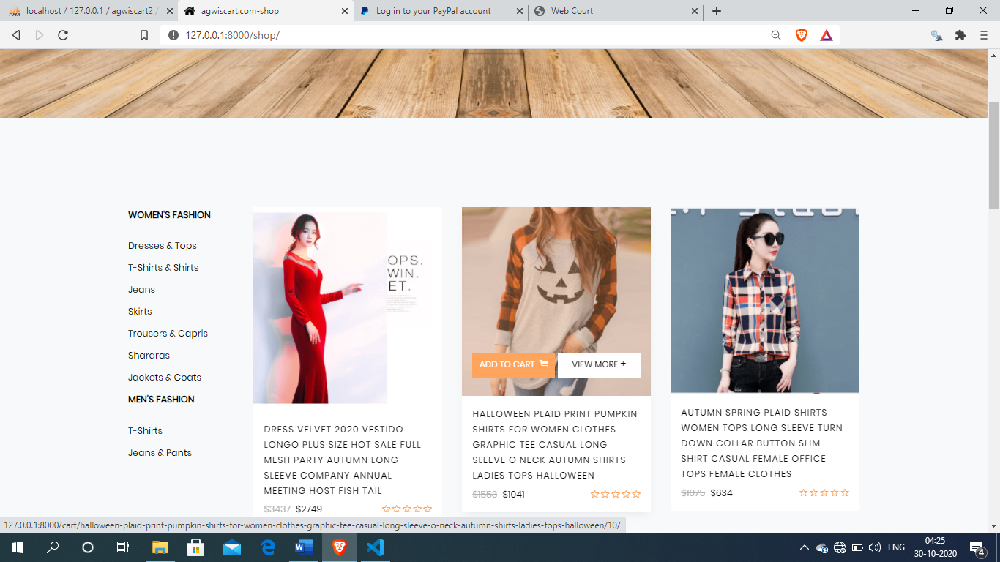 localhost / 127.0.0.1 / agwiscart2 /
agwiscart.com-shop
Log in to your PayPal account
Web Court
127.0.0.1:8000/shop/
WOMEN'S FASHION
Dresses & Tops
T-Shirts & Shirts
Jeans
Skirts
Trousers & Capris
Shararas
Jackets & Coats
MEN'S FASHION
T-Shirts
Jeans & Pants
OPS.
WIN.
ET.
DRESS VELVET 2020 VESTIDO
LONGO PLUS SIZE HOT SALE FULL
MESH PARTY AUTUMN LONG
SLEEVE COMPANY ANNUAL
MEETING HOST FISH TAIL
$3437 $2749
ADD TO CART
VIEW MORE +
HALLOWEEN PLAID PRINT PUMPKIN
SHIRTS FOR WOMEN CLOTHES
GRAPHIC TEE CASUAL LONG
SLEEVE O NECK AUTUMN SHIRTS
LADIES TOPS HALLOWEEN
$1553 $1041
AUTUMN SPRING PLAID SHIRTS
WOMEN TOPS LONG SLEEVE TURN
DOWN COLLAR BUTTON SLIM
SHIRT CASUAL FEMALE OFFICE
TOPS FEMALE CLOTHES
$1075 $634
127.0.0.1:8000/cart/halloween-plaid-print-pumpkin-shirts-for-women-clothes-graphic-tee-casual-long-sleeve-o-neck-autumn-shirts-ladies-tops-halloween/10/
ENG
04:25
30-10-2020
4